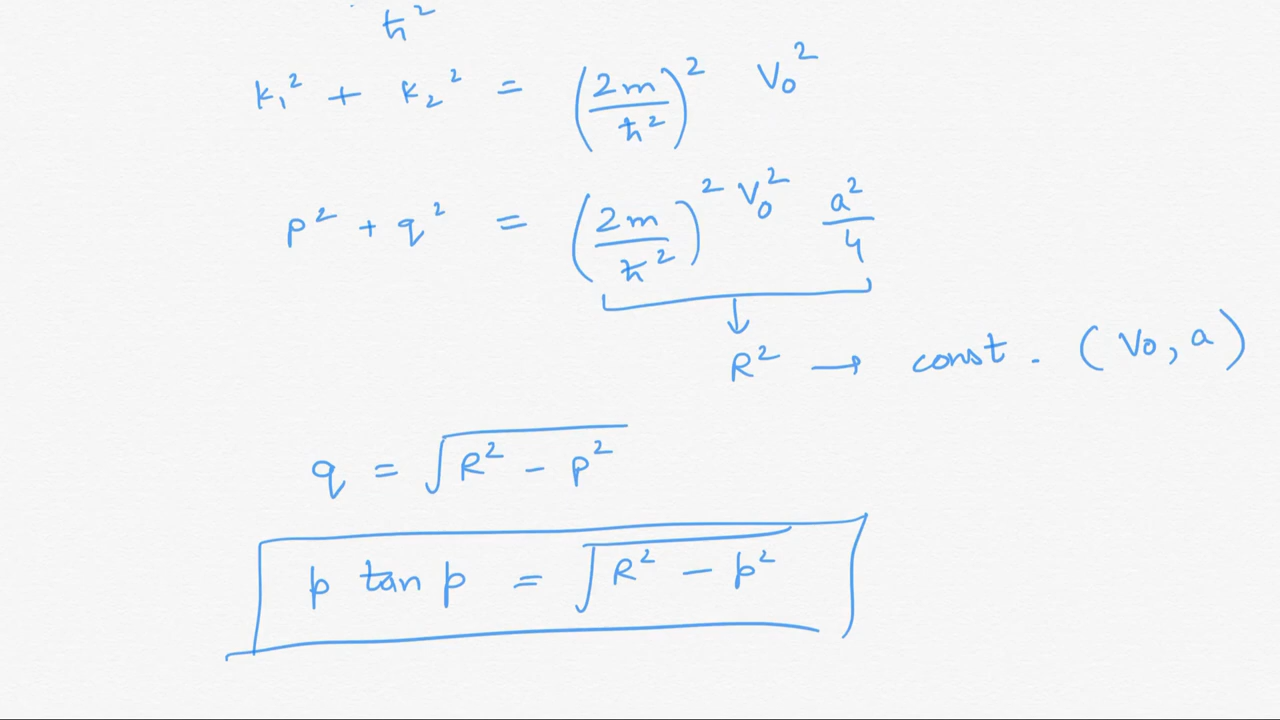 ħ²
k₁² + k₂² = (2m/ħ²)² V₀²
p² + q² = (2m/ħ²)² V₀² a²/4
↓
R² → const. (V₀, a)
q = √(R² - p²)
p tan p = √(R² - p²)